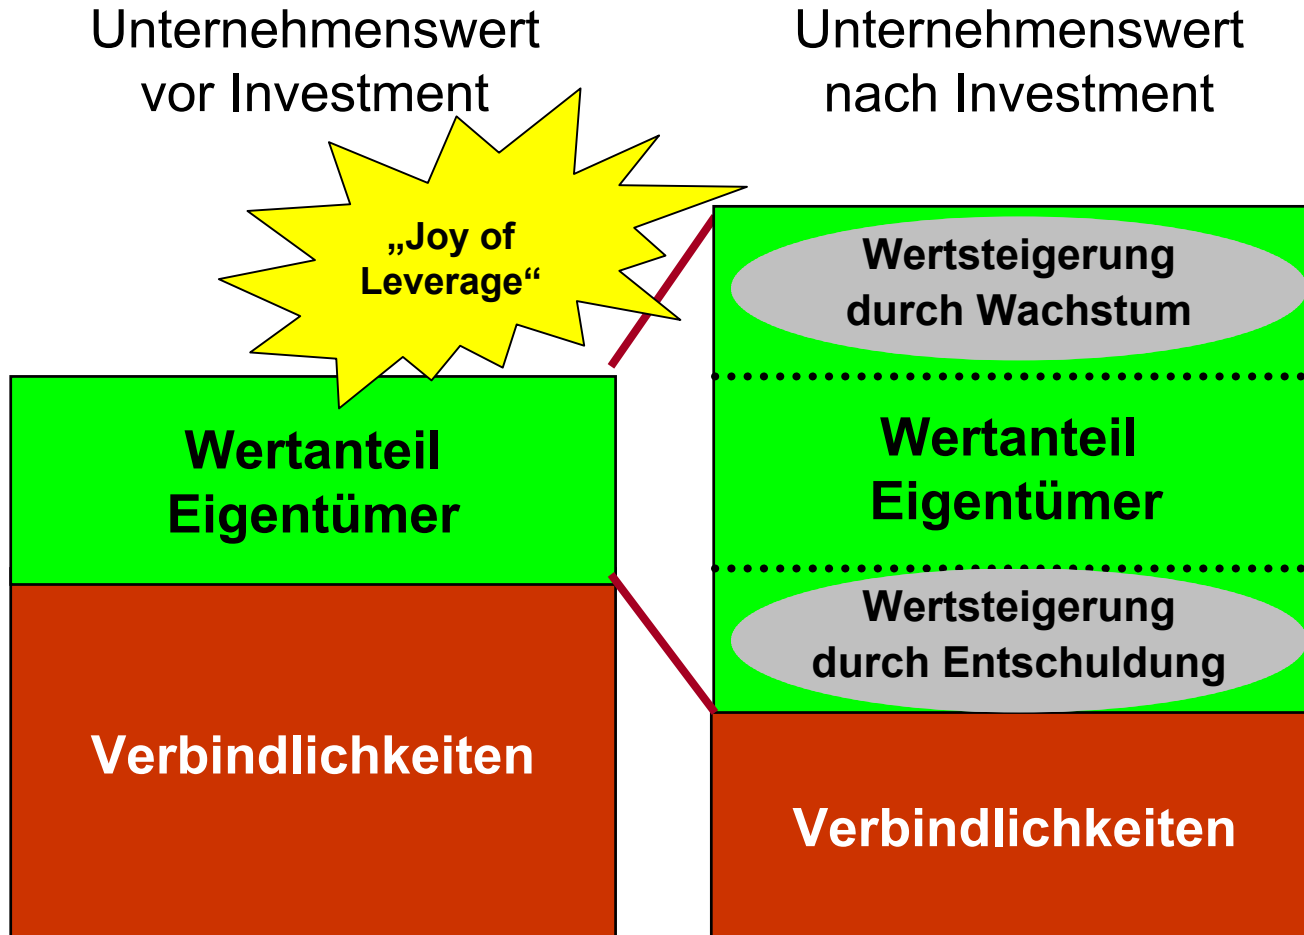 Unternehmenswert
vor Investment
Unternehmenswert
nach Investment
„Joy of
Leverage“
Wertanteil
Eigentümer
Verbindlichkeiten
Wertsteigerung
durch Wachstum
Wertanteil
Eigentümer
Wertsteigerung
durch Entschuldung
Verbindlichkeiten